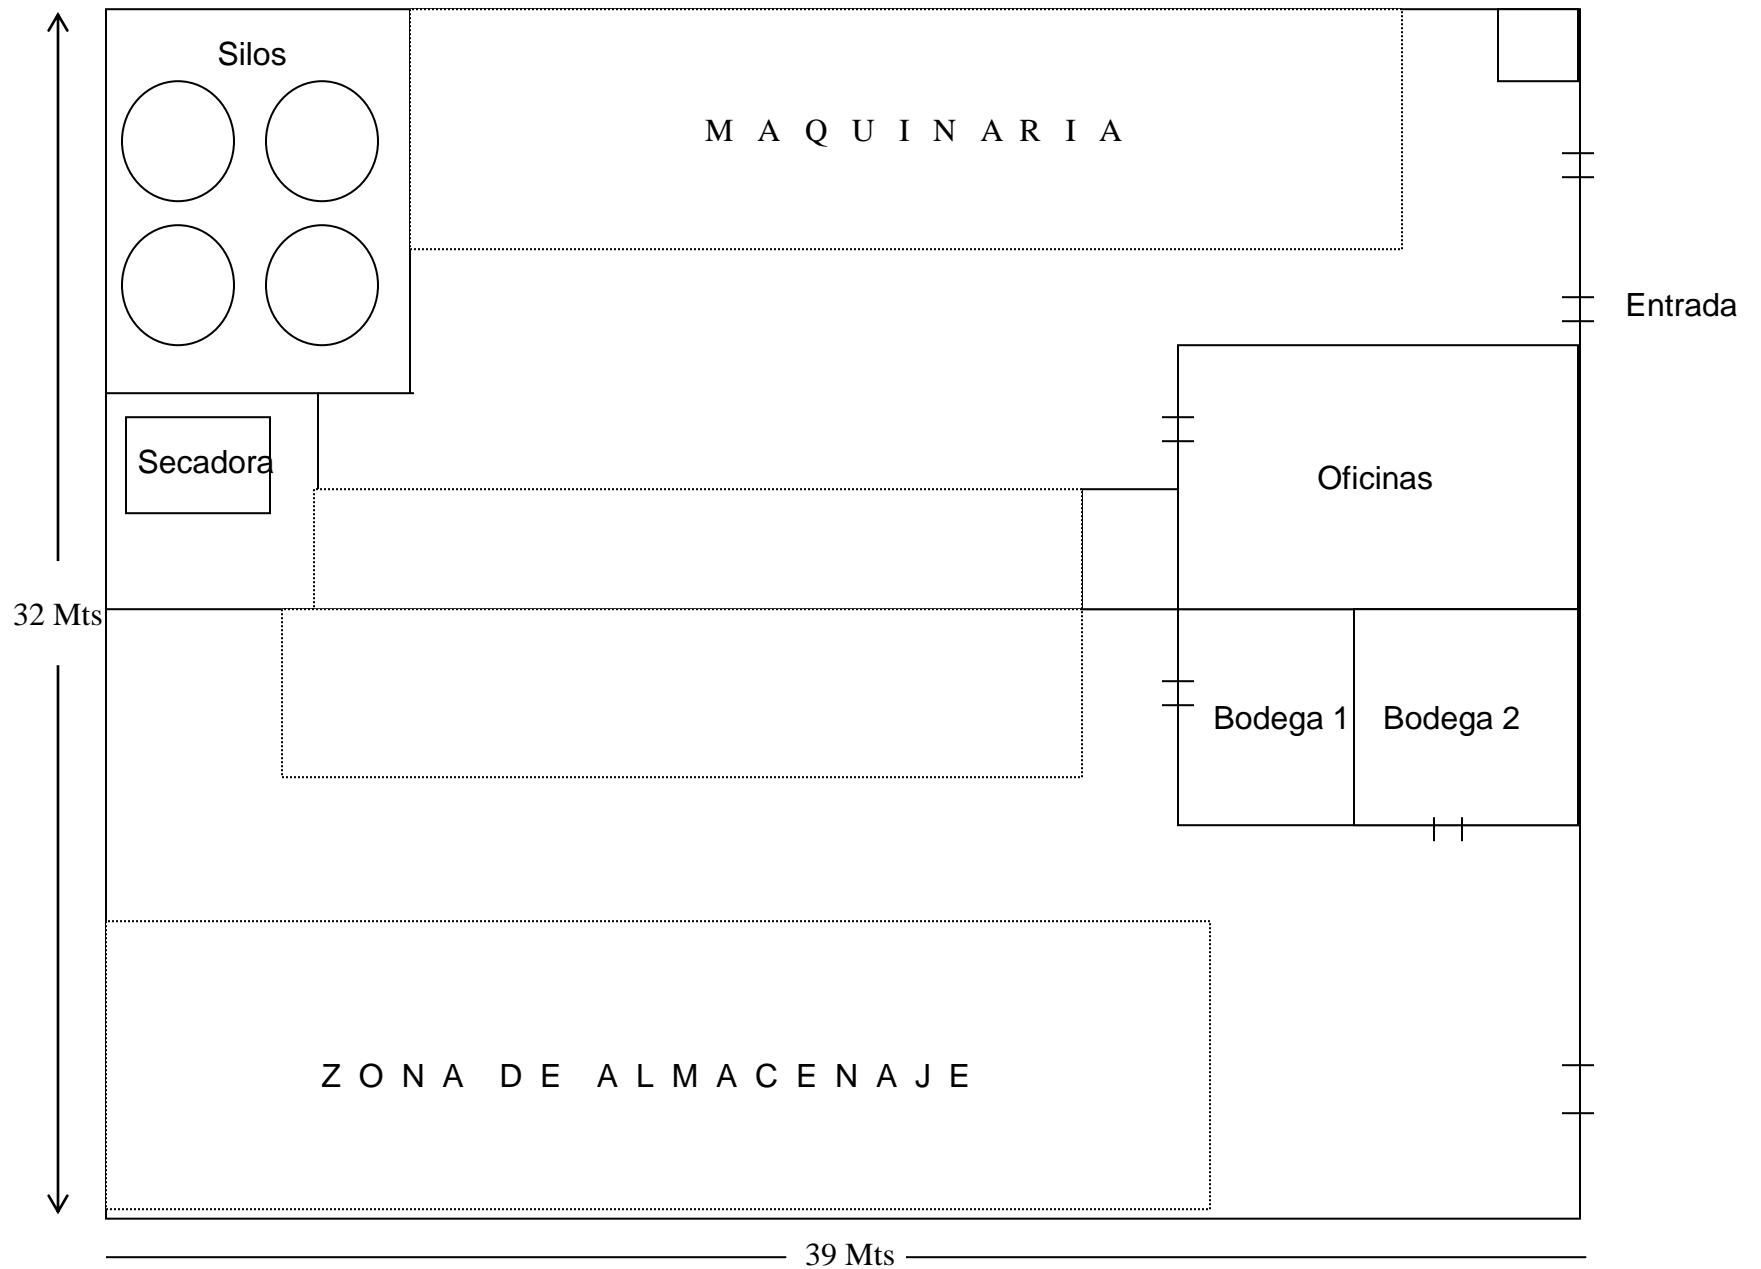 Silos
M A Q U I N A R I A
Entrada
Secadora
Oficinas
32 Mts
Bodega 1
Bodega 2
Z O N A D E A L M A C E N A J E
39 Mts